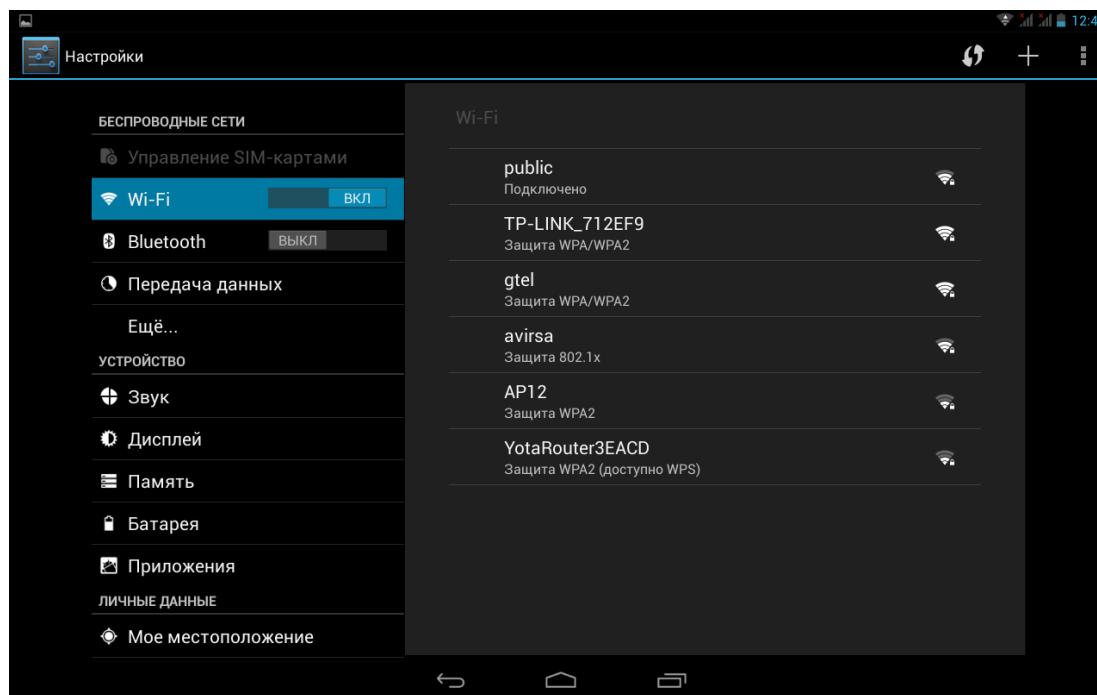 12:4
Настройки
БЕСПРОВОДНЫЕ СЕТИ
Управление SIM-картами
Wi-Fi ВКЛ
Bluetooth ВЫКЛ
Передача данных
Ещё...
УСТРОЙСТВО
Звук
Дисплей
Память
Батарея
Приложения
ЛИЧНЫЕ ДАННЫЕ
Мое местоположение
Wi-Fi
public
Подключено
TP-LINK_712EF9
Защита WPA/WPA2
gtel
Защита WPA/WPA2
avirsa
Защита 802.1x
AP12
Защита WPA2
YotaRouter3EACD
Защита WPA2 (доступно WPS)